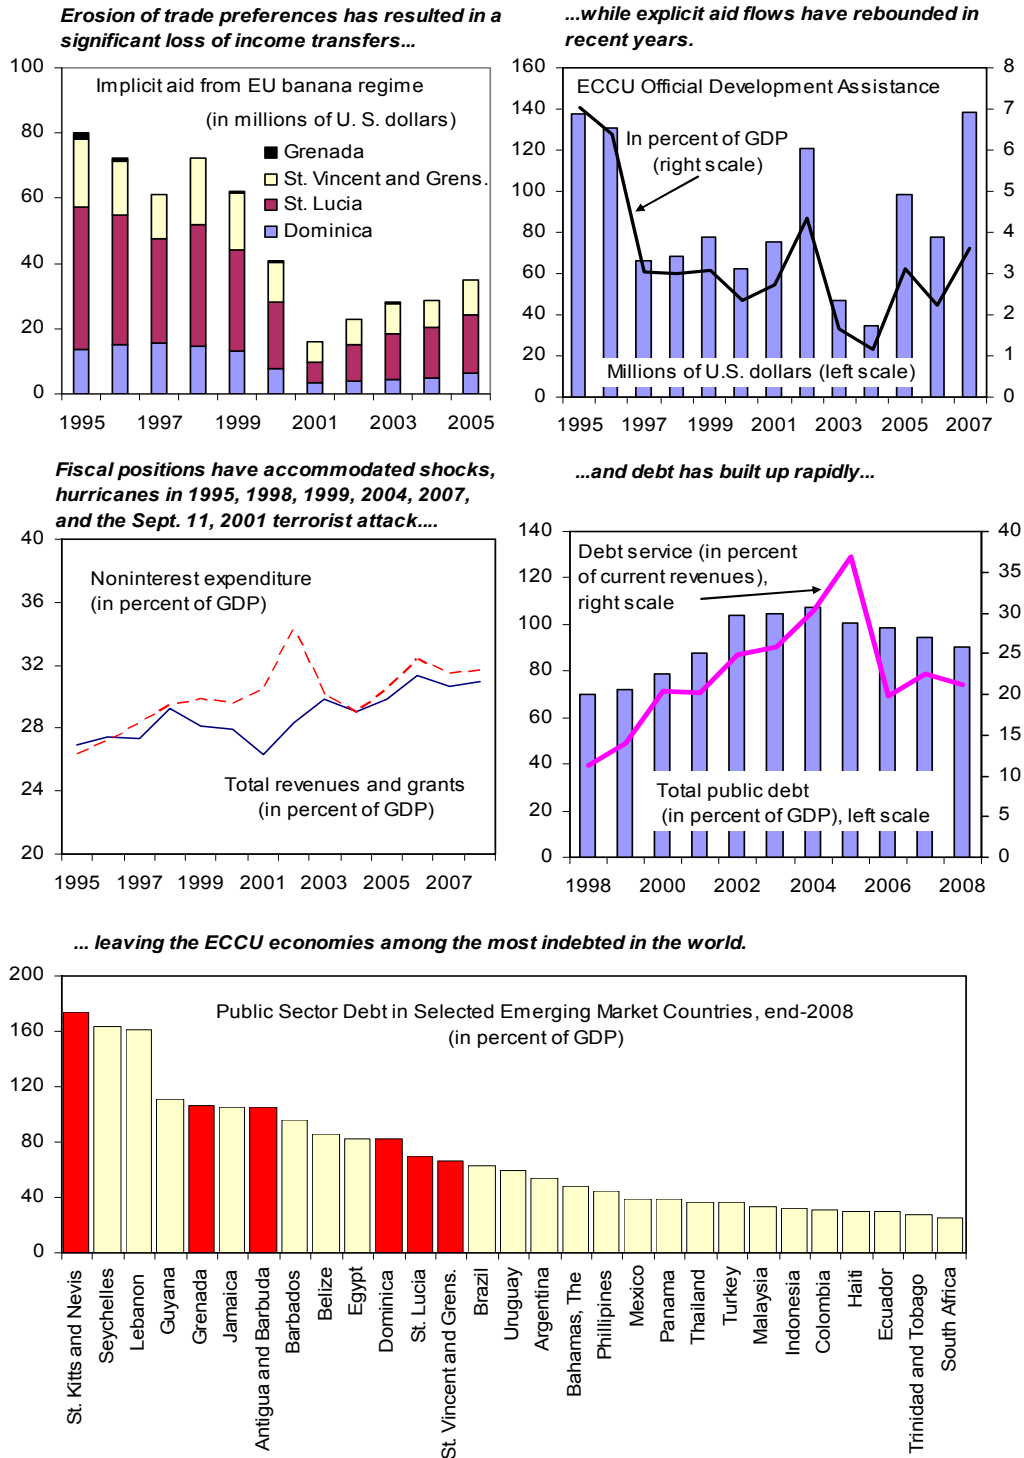 Erosion of trade preferences has resulted in a
significant loss of income transfers...
100
80
60
40
20
0
Implicit aid from EU banana regime
(in millions of U. S. dollars)
Grenada
St. Vincent and Grens.
St. Lucia
Dominica
1995 1997 1999 2001 2003 2005
...while explicit aid flows have rebounded in
recent years.
160
140
120
100
80
60
40
20
0
ECCU Official Development Assistance
In percent of GDP
(right scale)
Millions of U.S. dollars (left scale)
8
7
6
5
4
3
2
1
0
1995 1997 1999 2001 2003 2005 2007
Fiscal positions have accommodated shocks,
hurricanes in 1995, 1998, 1999, 2004, 2007,
and the Sept. 11, 2001 terrorist attack....
40
36
32
28
24
20
Noninterest expenditure
(in percent of GDP)
Total revenues and grants
(in percent of GDP)
1995 1997 1999 2001 2003 2005 2007
...and debt has built up rapidly...
140
120
100
80
60
40
20
0
Debt service (in percent
of current revenues),
right scale
Total public debt
(in percent of GDP), left scale
40
35
30
25
20
15
10
5
0
1998 2000 2002 2004 2006 2008
... leaving the ECCU economies among the most indebted in the world.
200
160
120
80
40
0
Public Sector Debt in Selected Emerging Market Countries, end-2008
(in percent of GDP)
St. Kitts and Nevis
Seychelles
Lebanon
Guyana
Grenada
Jamaica
Antigua and Barbuda
Barbados
Belize
Egypt
Dominica
St. Lucia
St. Vincent and Grens.
Brazil
Uruguay
Argentina
Bahamas, The
Phillipines
Mexico
Panama
Thailand
Turkey
Malaysia
Indonesia
Colombia
Haiti
Ecuador
Trinidad and Tobago
South Africa